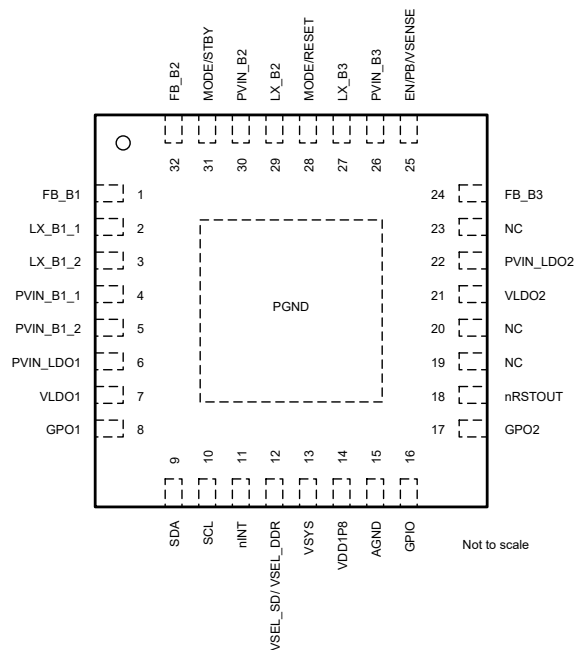 FB_B2
MODE/STBY
PVIN_B2
LX_B2
MODE/RESET
LX_B3
PVIN_B3
EN/PB/VSENSE
32
31
30
29
28
27
26
25
FB_B1 1
LX_B1_1 2
LX_B1_2 3
PVIN_B1_1 4
PVIN_B1_2 5
PVIN_LDO1 6
VLDO1 7
GPO1 8
PGND
24 FB_B3
23 NC
22 PVIN_LDO2
21 VLDO2
20 NC
19 NC
18 nRSTOUT
17 GPO2
9
10
11
12
13
14
15
16
SDA
SCL
nINT
VSEL_SD/ VSEL_DDR
VSYS
VDD1P8
AGND
GPIO
Not to scale